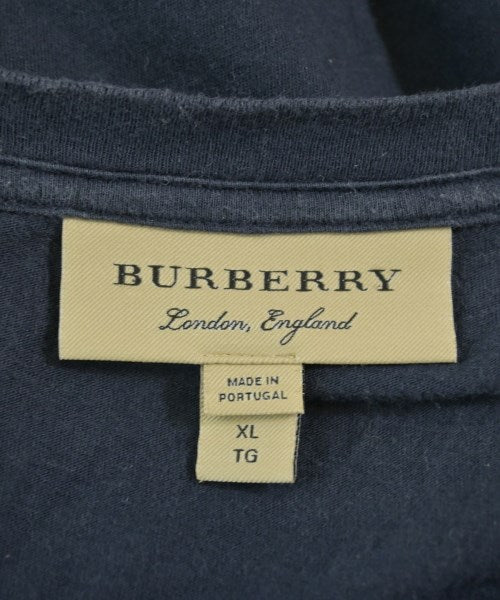 BURBERRY
London, England
MADE IN
PORTUGAL
XL
TG